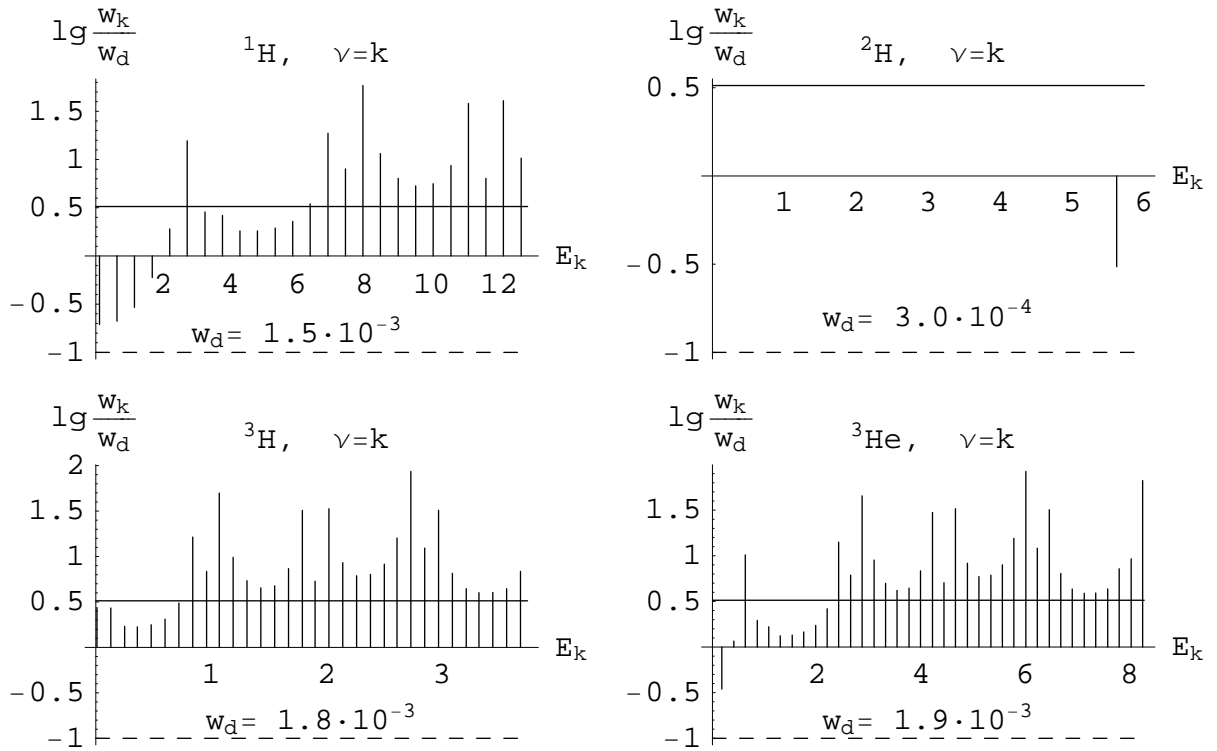 lg w_k/w_d
¹H, ν=k
1.5
1
0.5
−0.5
−1
2 4 6 8 10 12
E_k
w_d= 1.5·10⁻³
lg w_k/w_d
²H, ν=k
0.5
−0.5
−1
1 2 3 4 5 6
E_k
w_d= 3.0·10⁻⁴
lg w_k/w_d
³H, ν=k
2
1.5
1
0.5
−0.5
−1
1 2 3
E_k
w_d= 1.8·10⁻³
lg w_k/w_d
³He, ν=k
1.5
1
0.5
−0.5
−1
2 4 6 8
E_k
w_d= 1.9·10⁻³